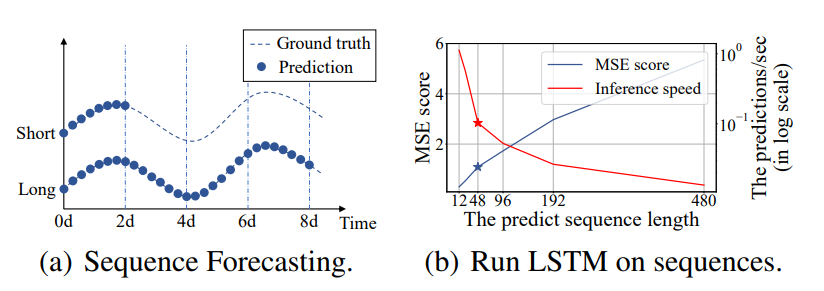 Ground truth
Prediction
Short
Long
0d 2d 4d 6d 8d Time
(a) Sequence Forecasting.
MSE score
6
4
2
MSE score
Inference speed
10^0
10^-1
The predictions/sec
(in log scale)
12 48 96 192 480
The predict sequence length
(b) Run LSTM on sequences.